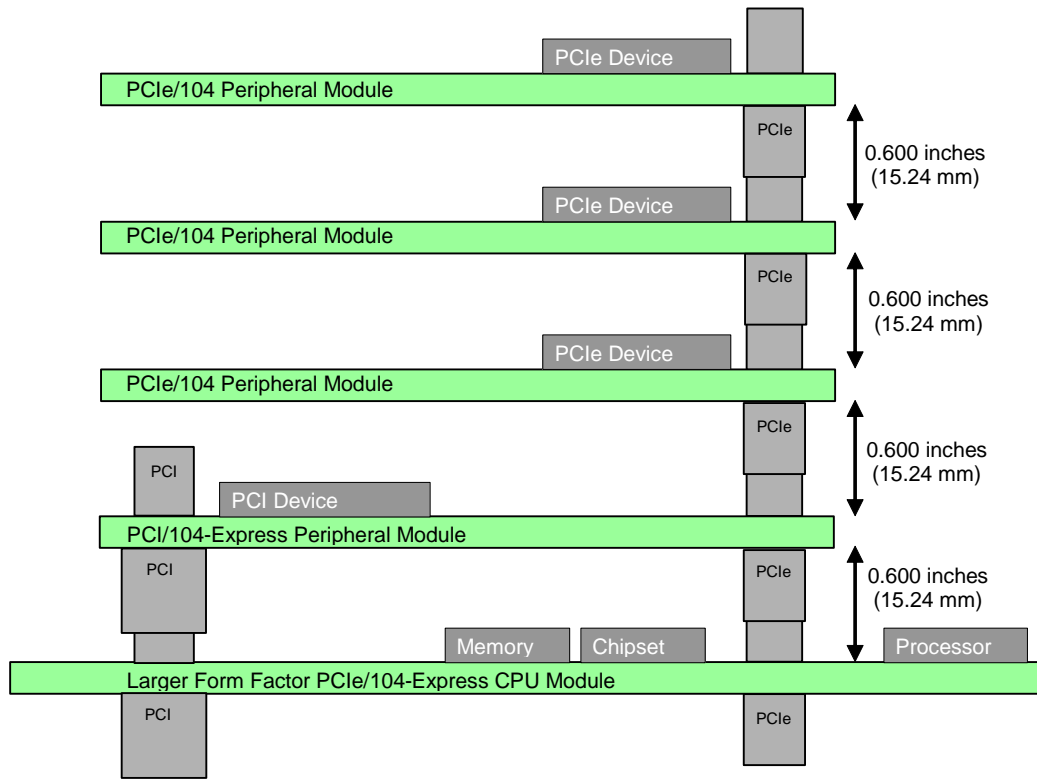 PCIe Device
PCIe/104 Peripheral Module
PCIe
0.600 inches
(15.24 mm)
PCIe Device
PCIe/104 Peripheral Module
PCIe
0.600 inches
(15.24 mm)
PCIe Device
PCIe/104 Peripheral Module
PCIe
0.600 inches
(15.24 mm)
PCI
PCI Device
PCI/104-Express Peripheral Module
PCI
PCIe
0.600 inches
(15.24 mm)
Memory
Chipset
Processor
Larger Form Factor PCIe/104-Express CPU Module
PCI
PCIe